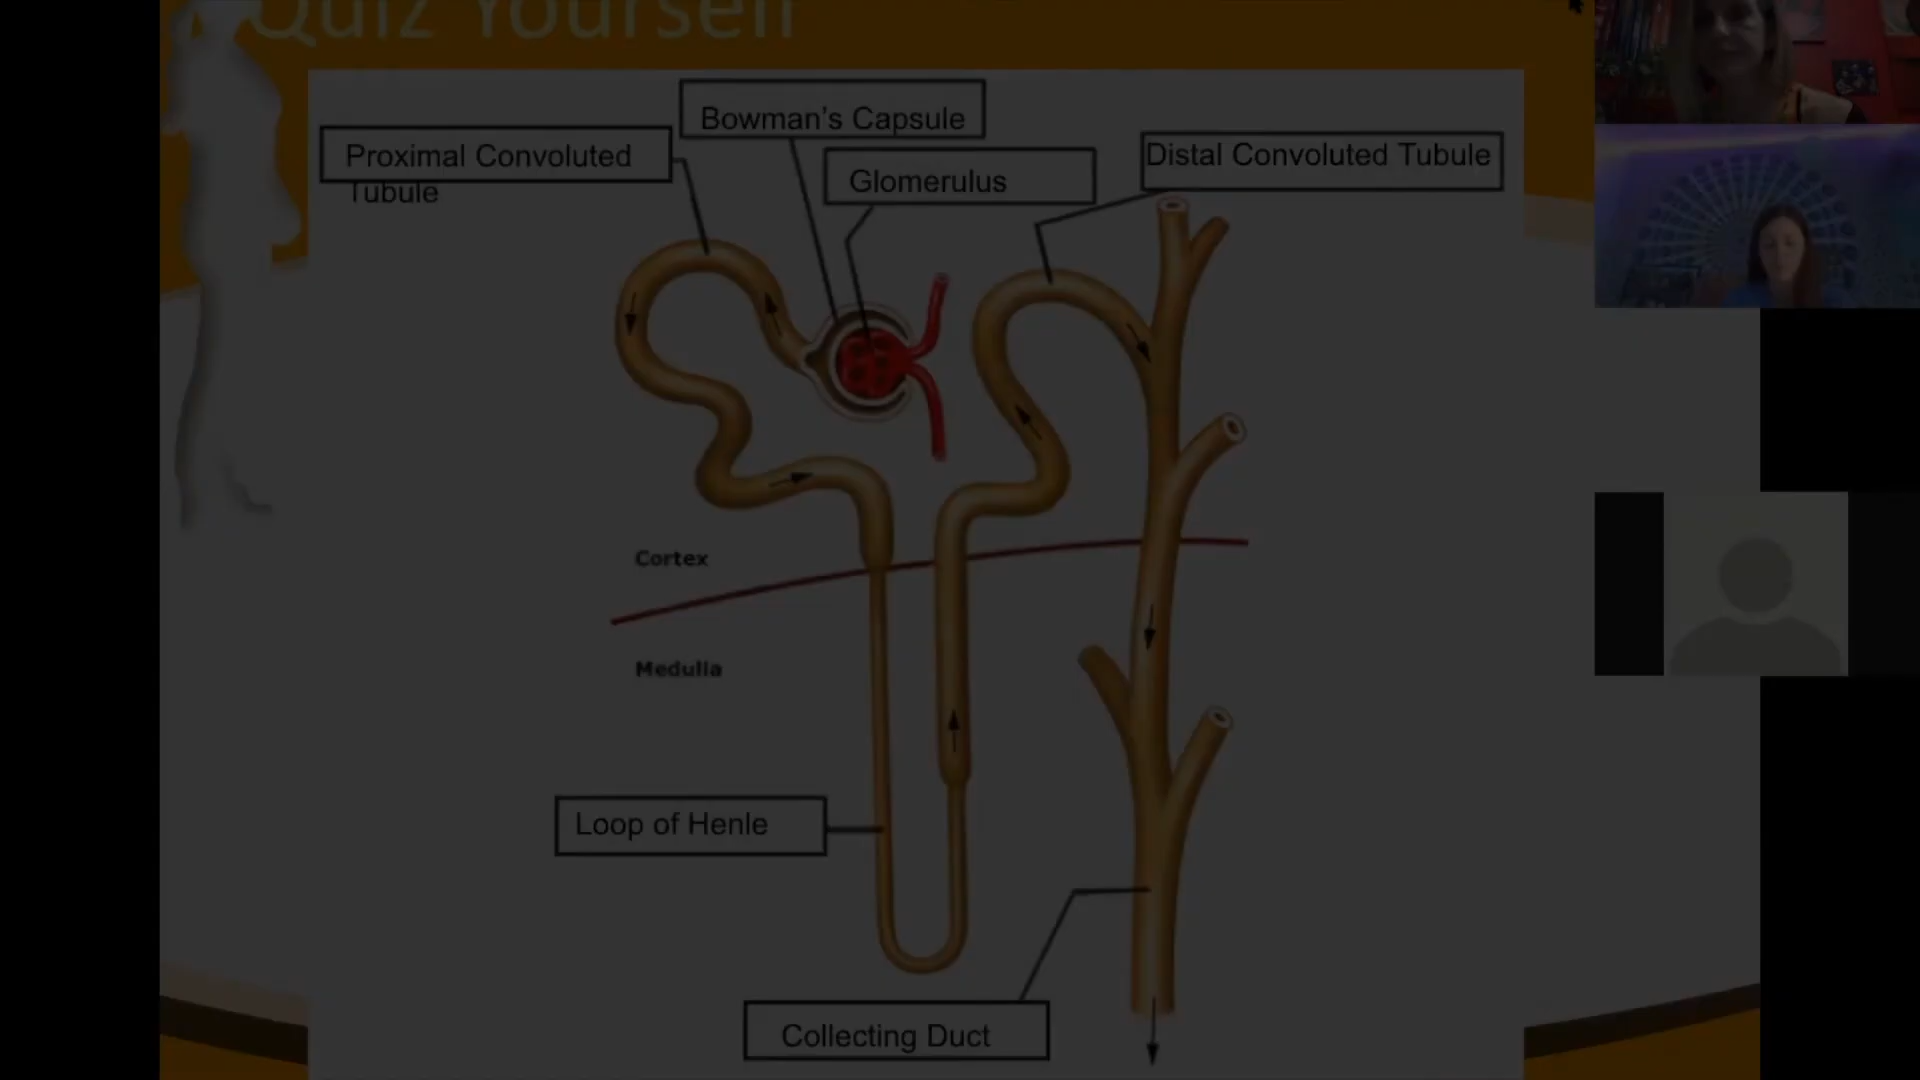 Quiz Yourself
Bowman's Capsule
Proximal Convoluted
Tubule
Glomerulus
Distal Convoluted Tubule
Cortex
Medulla
Loop of Henle
Collecting Duct